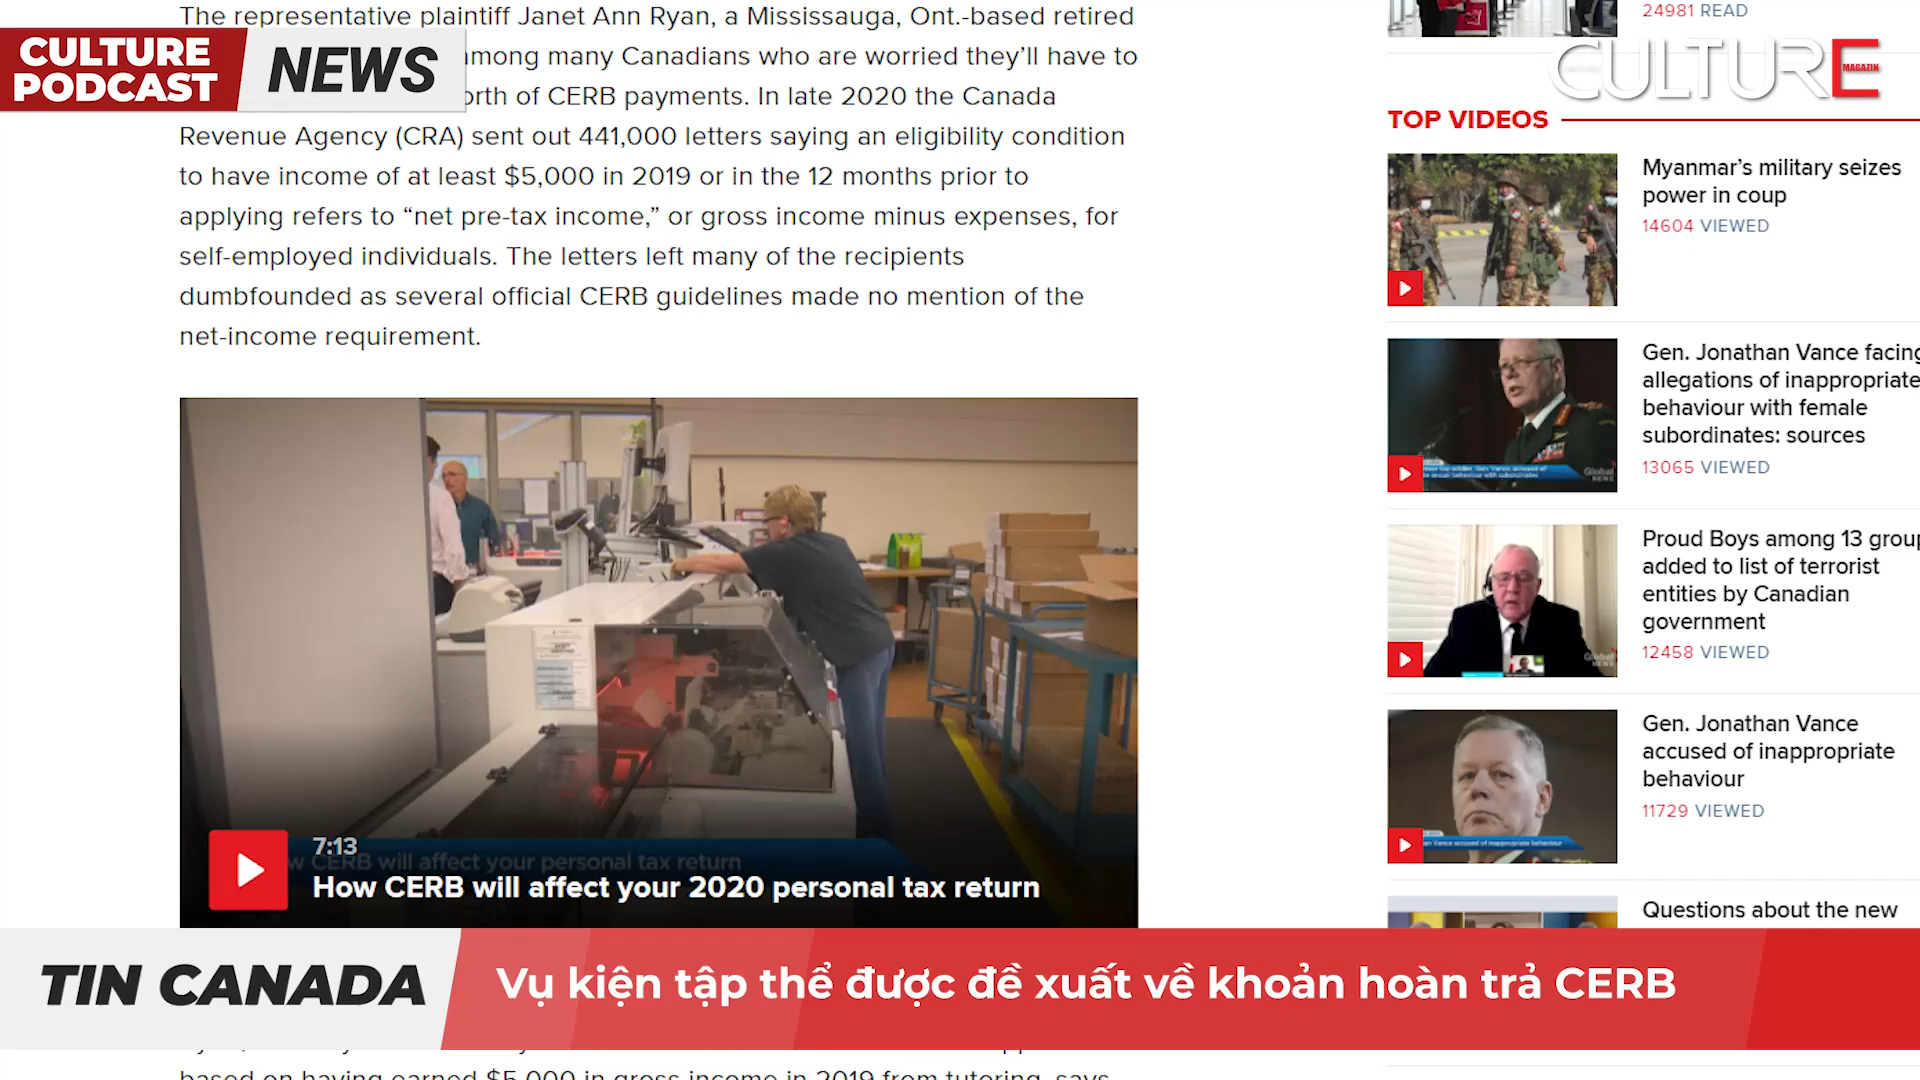 The representative plaintiff Janet Ann Ryan, a Mississauga, Ont.-based retired
among many Canadians who are worried they’ll have to
orth of CERB payments. In late 2020 the Canada
Revenue Agency (CRA) sent out 441,000 letters saying an eligibility condition
to have income of at least $5,000 in 2019 or in the 12 months prior to
applying refers to “net pre-tax income,” or gross income minus expenses, for
self-employed individuals. The letters left many of the recipients
dumbfounded as several official CERB guidelines made no mention of the
net-income requirement.
CULTURE
PODCAST
NEWS
7:13
CERB will affect your personal tax return
How CERB will affect your 2020 personal tax return
24981 READ
CULTURE
MAGAZIN
TOP VIDEOS
Myanmar’s military seizes
power in coup
14604 VIEWED
Gen. Jonathan Vance facing
allegations of inappropriate
behaviour with female
subordinates: sources
13065 VIEWED
Proud Boys among 13 group
added to list of terrorist
entities by Canadian
government
12458 VIEWED
Gen. Jonathan Vance
accused of inappropriate
behaviour
11729 VIEWED
Questions about the new
TIN CANADA
Vụ kiện tập thể được đề xuất về khoản hoàn trả CERB
based on having earned $5,000 in gross income in 2019 from tutoring, says